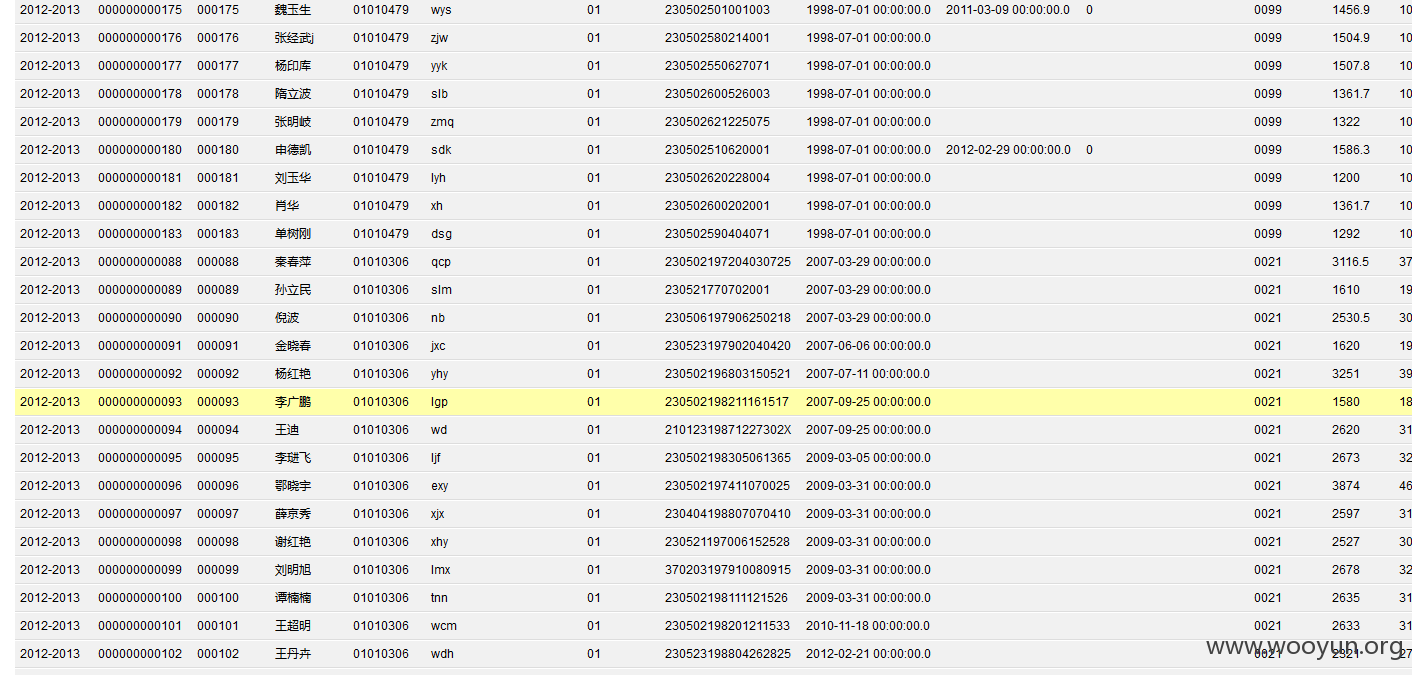 2012-2013 000000000175 000175 魏玉生 01010479 wys 01 230502501001003 1998-07-01 00:00:00.0 2011-03-09 00:00:00.0 0 0099 1456.9 10
2012-2013 000000000176 000176 张经武j 01010479 zjw 01 230502580214001 1998-07-01 00:00:00.0 0099 1504.9 10
2012-2013 000000000177 000177 杨印库 01010479 yyk 01 230502550627071 1998-07-01 00:00:00.0 0099 1507.8 10
2012-2013 000000000178 000178 隋立波 01010479 slb 01 230502600526003 1998-07-01 00:00:00.0 0099 1361.7 10
2012-2013 000000000179 000179 张明岐 01010479 zmq 01 230502621225075 1998-07-01 00:00:00.0 0099 1322 10
2012-2013 000000000180 000180 申德凯 01010479 sdk 01 230502510620001 1998-07-01 00:00:00.0 2012-02-29 00:00:00.0 0 0099 1586.3 10
2012-2013 000000000181 000181 刘玉华 01010479 lyh 01 230502620228004 1998-07-01 00:00:00.0 0099 1200 10
2012-2013 000000000182 000182 肖华 01010479 xh 01 230502600202001 1998-07-01 00:00:00.0 0099 1361.7 10
2012-2013 000000000183 000183 单树刚 01010479 dsg 01 230502590404071 1998-07-01 00:00:00.0 0099 1292 10
2012-2013 000000000088 000088 秦春萍 01010306 qcp 01 230502197204030725 2007-03-29 00:00:00.0 0021 3116.5 37
2012-2013 000000000089 000089 孙立民 01010306 slm 01 230521770702001 2007-03-29 00:00:00.0 0021 1610 19
2012-2013 000000000090 000090 倪波 01010306 nb 01 230506197906250218 2007-03-29 00:00:00.0 0021 2530.5 30
2012-2013 000000000091 000091 金晓春 01010306 jxc 01 230523197902040420 2007-06-06 00:00:00.0 0021 1620 19
2012-2013 000000000092 000092 杨红艳 01010306 yhy 01 230502196803150521 2007-07-11 00:00:00.0 0021 3251 39
2012-2013 000000000093 000093 李广鹏 01010306 lgp 01 230502198211161517 2007-09-25 00:00:00.0 0021 1580 18
2012-2013 000000000094 000094 王迪 01010306 wd 01 21012319871227302X 2007-09-25 00:00:00.0 0021 2620 31
2012-2013 000000000095 000095 李琎飞 01010306 ljf 01 230502198305061365 2009-03-05 00:00:00.0 0021 2673 32
2012-2013 000000000096 000096 鄂晓宇 01010306 exy 01 230502197411070025 2009-03-31 00:00:00.0 0021 3874 46
2012-2013 000000000097 000097 薛京秀 01010306 xjx 01 230404198807070410 2009-03-31 00:00:00.0 0021 2597 31
2012-2013 000000000098 000098 谢红艳 01010306 xhy 01 230521197006152528 2009-03-31 00:00:00.0 0021 2527 30
2012-2013 000000000099 000099 刘明旭 01010306 lmx 01 370203197910080915 2009-03-31 00:00:00.0 0021 2678 32
2012-2013 000000000100 000100 谭楠楠 01010306 tnn 01 230502198111121526 2009-03-31 00:00:00.0 0021 2635 31
2012-2013 000000000101 000101 王超明 01010306 wcm 01 230502198201211533 2010-11-18 00:00:00.0 0021 2633 31
2012-2013 000000000102 000102 王丹卉 01010306 wdh 01 230523198804262825 2012-02-21 00:00:00.0 0021 2321 27
www.wooyun.org